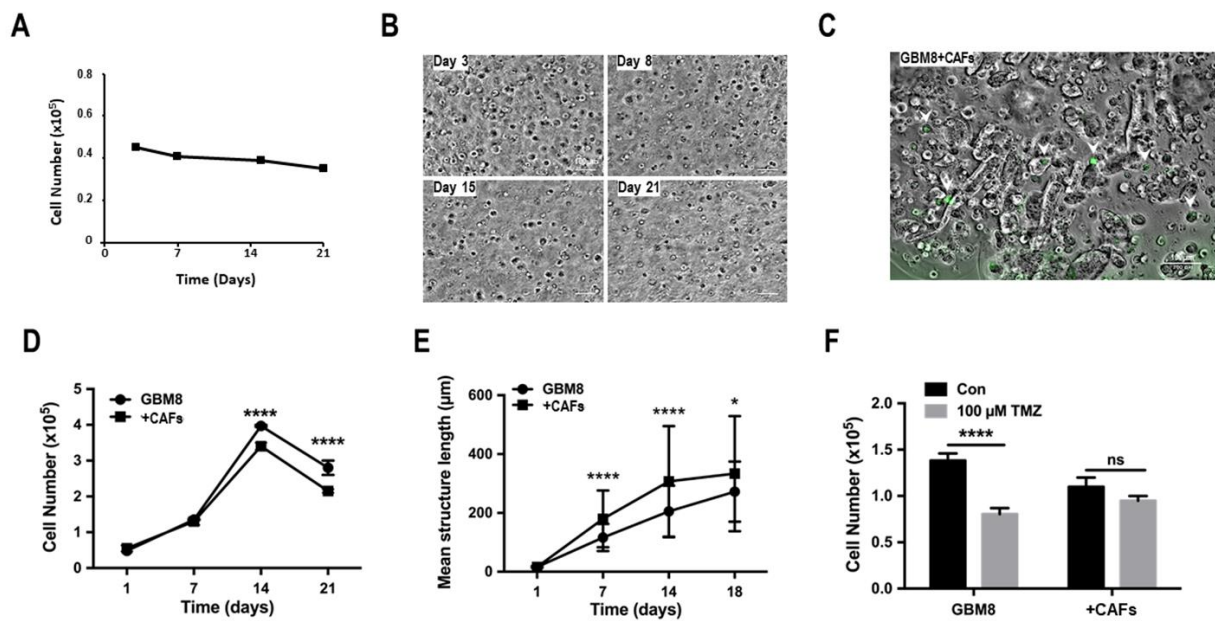 A
B
C
0.8
0.6
0.4
0.2
0
Cell Number (x10⁵)
0
7
14
21
Time (Days)
Day 3
Day 8
Day 15
Day 21
GBM8+CAFs
D
E
F
GBM8
+CAFs
5
4
3
2
1
0
Cell Number (x10⁵)
****
****
1
7
14
21
Time (days)
GBM8
+CAFs
600
400
200
0
Mean structure length (µm)
****
****
*
1
7
14
18
Time (days)
Con
100 µM TMZ
2.0
1.5
1.0
0.5
0.0
Cell Number (x10⁵)
****
ns
GBM8
+CAFs